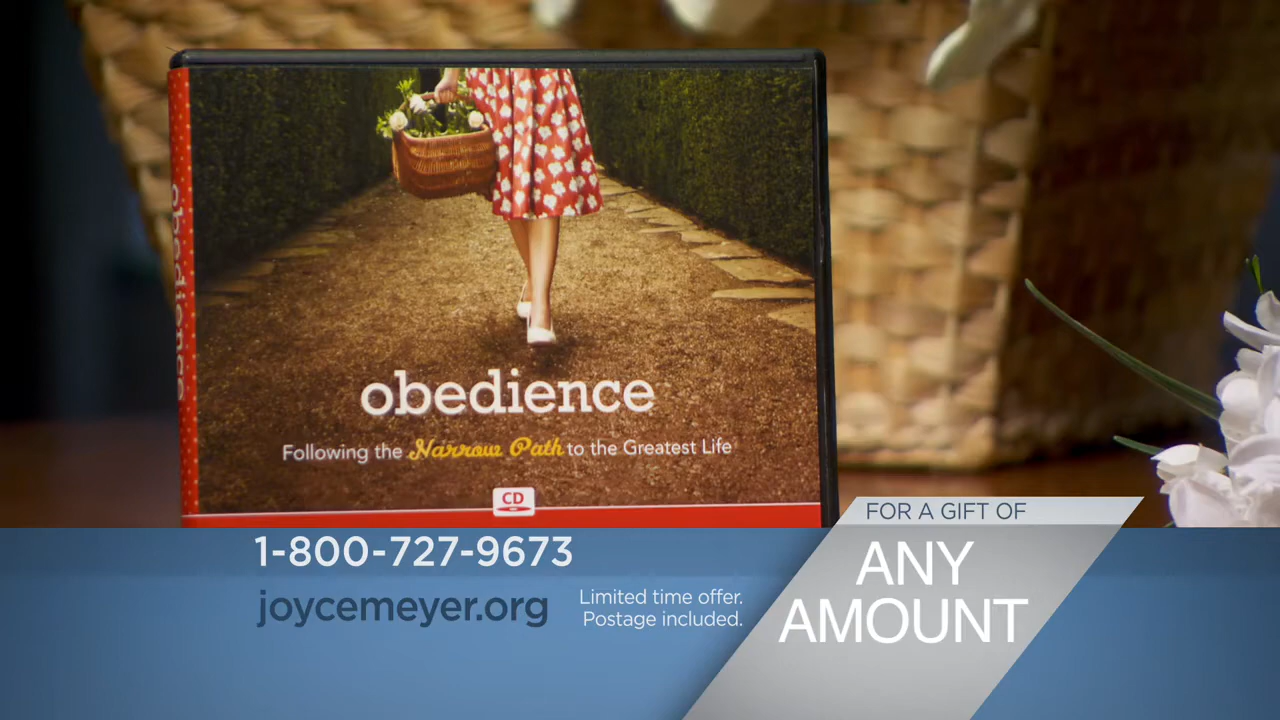 obedience
obedience
Following the Narrow Path to the Greatest Life
CD
FOR A GIFT OF
ANY
AMOUNT
1-800-727-9673
joycemeyer.org
Limited time offer.
Postage included.